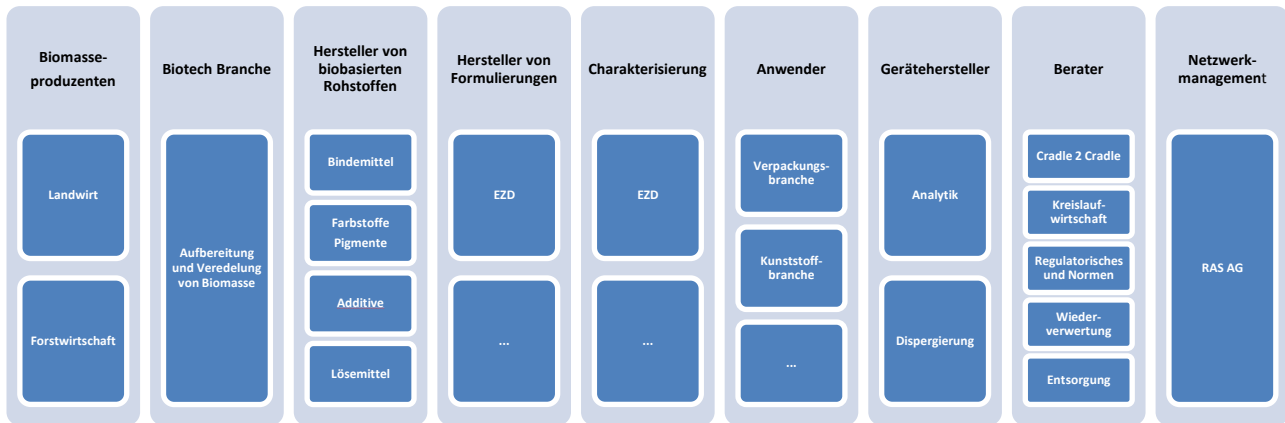 Biomasse-
produzenten
Landwirt
Forstwirtschaft
Biotech Branche
Aufbereitung
und Veredelung
von Biomasse
Hersteller von
biobasierten
Rohstoffen
Bindemittel
Farbstoffe
Pigmente
Additive
Lösemittel
Hersteller von
Formulierungen
EZD
...
Charakterisierung
EZD
...
Anwender
Verpackungs-
branche
Kunststoff-
branche
...
Gerätehersteller
Analytik
Dispergierung
Berater
Cradle 2 Cradle
Kreislauf-
wirtschaft
Regulatorisches
und Normen
Wieder-
verwertung
Entsorgung
Netzwerk-
management
RAS AG